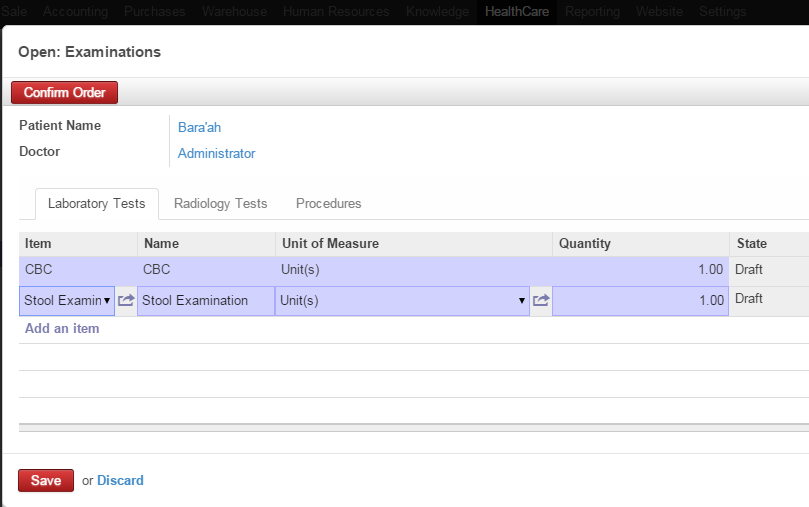 Sale Accounting Purchases Warehouse Human Resources Knowledge HealthCare Reporting Website Settings
Open: Examinations
Confirm Order
Patient Name Bara'ah
Doctor Administrator
Laboratory Tests Radiology Tests Procedures
Item Name Unit of Measure Quantity State
CBC CBC Unit(s) 1.00 Draft
Stool Examin Stool Examination Unit(s) 1.00 Draft
Add an item
Save or Discard